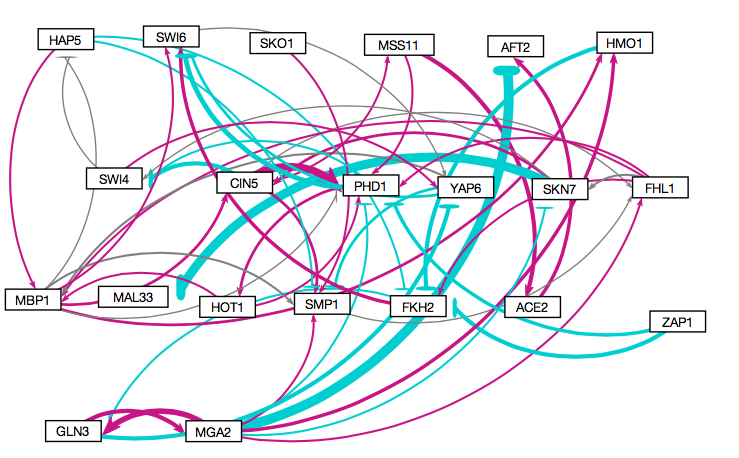 HAP5
SWI6
SKO1
MSS11
AFT2
HMO1
SWI4
CIN5
PHD1
YAP6
SKN7
FHL1
MBP1
MAL33
HOT1
SMP1
FKH2
ACE2
ZAP1
GLN3
MGA2